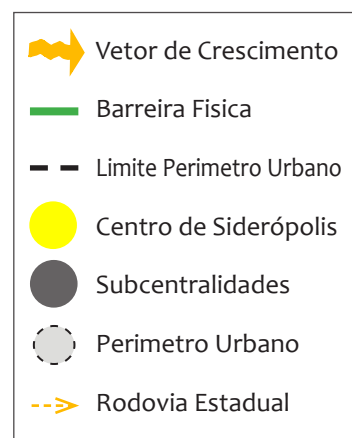 Vetor de Crescimento
Barreira Fisica
Limite Perimetro Urbano
Centro de Siderópolis
Subcentralidades
Perimetro Urbano
Rodovia Estadual